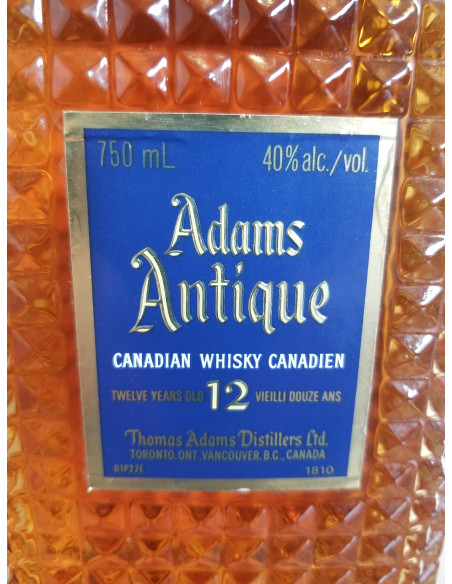 750 mL 40% alc./vol.
Adams
Antique
CANADIAN WHISKY CANADIEN
TWELVE YEARS OLD 12 VIEILLI DOUZE ANS
Thomas Adams Distillers Ltd.
TORONTO, ONT., VANCOUVER, B.C., CANADA
01P22E 1810